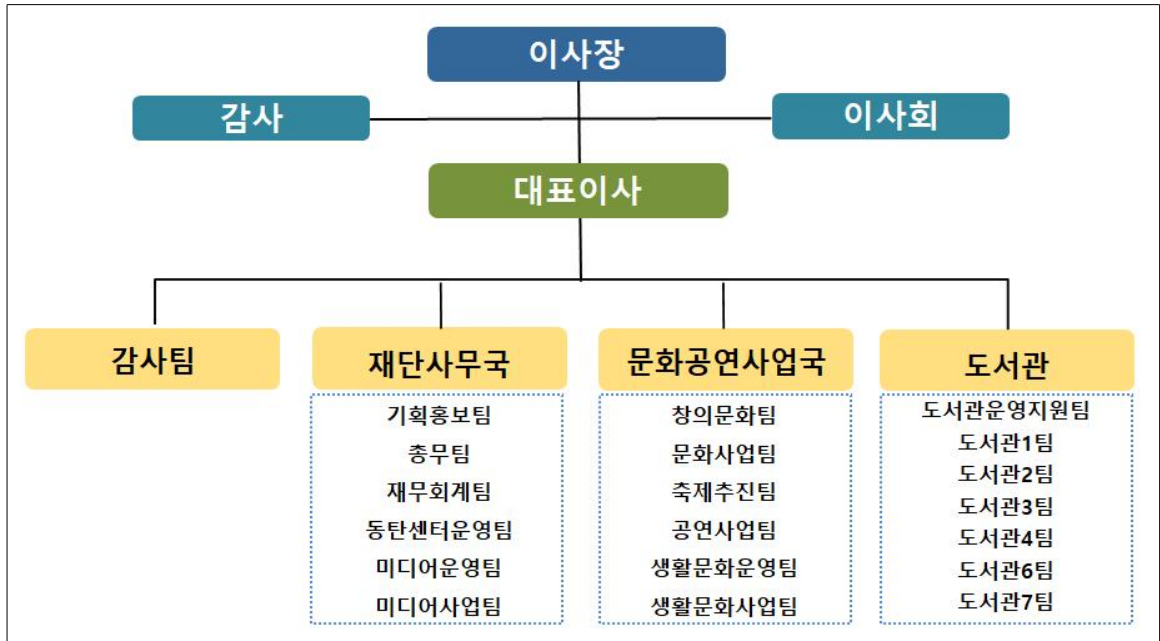 이사장
감사
이사회
대표이사
감사팀
재단사무국
기획홍보팀
총무팀
재무회계팀
동탄센터운영팀
미디어운영팀
미디어사업팀
문화공연사업국
창의문화팀
문화사업팀
축제추진팀
공연사업팀
생활문화운영팀
생활문화사업팀
도서관
도서관운영지원팀
도서관1팀
도서관2팀
도서관3팀
도서관4팀
도서관6팀
도서관7팀